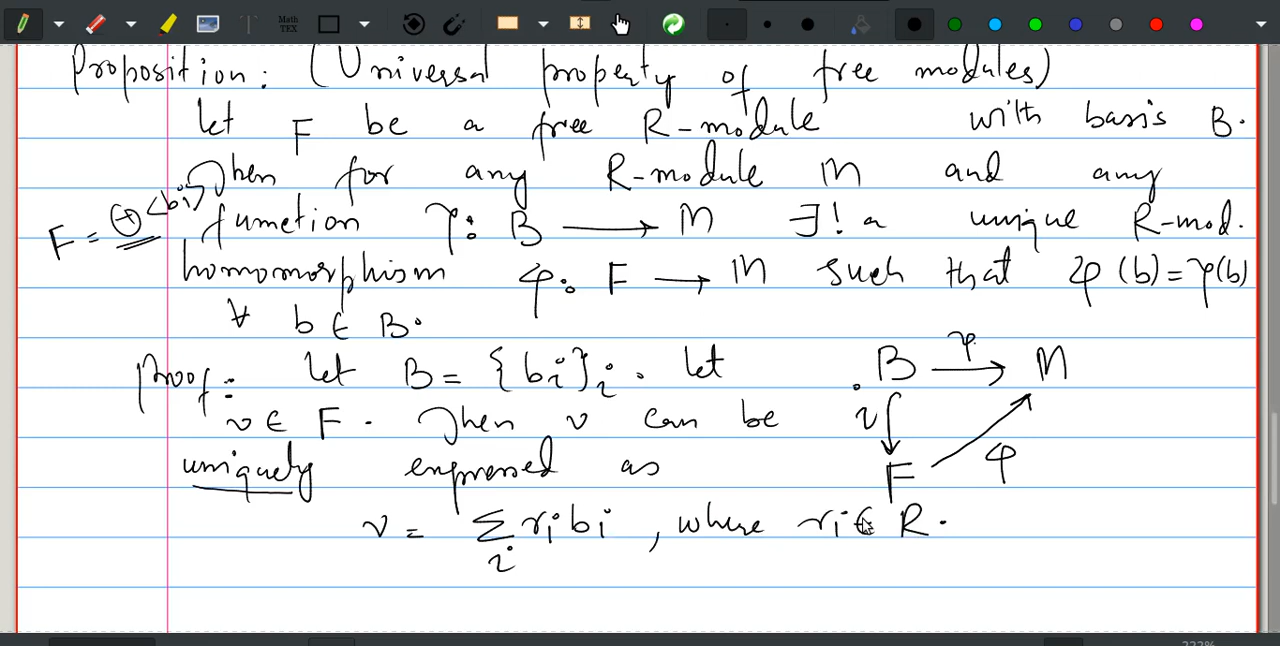 Math
TEX
Proposition: (Universal property of free modules)
let F be a free R-module with basis B.
Then for any R-module M and any
F = ⊕<bi>
function γ: B → M ∃! a unique R-mod.
homomorphism φ: F → M such that φ(b) = γ(b)
∀ b ∈ B.
Proof: let B = {bi}i. let
v ∈ F. Then v can be
uniquely expressed as
v = Σi ri bi, where ri ∈ R.
B → M
γ
i
F
φ